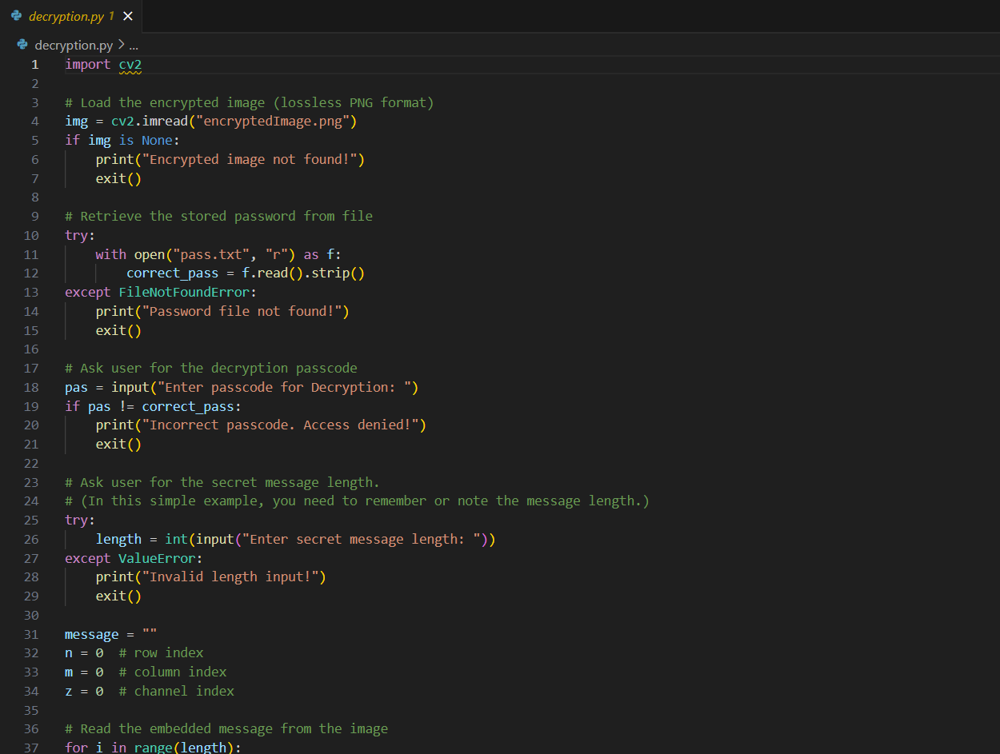 decryption.py 1
decryption.py > ...
1 import cv2
2
3 # Load the encrypted image (lossless PNG format)
4 img = cv2.imread("encryptedImage.png")
5 if img is None:
6     print("Encrypted image not found!")
7     exit()
8
9 # Retrieve the stored password from file
10 try:
11     with open("pass.txt", "r") as f:
12         correct_pass = f.read().strip()
13 except FileNotFoundError:
14     print("Password file not found!")
15     exit()
16
17 # Ask user for the decryption passcode
18 pas = input("Enter passcode for Decryption: ")
19 if pas != correct_pass:
20     print("Incorrect passcode. Access denied!")
21     exit()
22
23 # Ask user for the secret message length.
24 # (In this simple example, you need to remember or note the message length.)
25 try:
26     length = int(input("Enter secret message length: "))
27 except ValueError:
28     print("Invalid length input!")
29     exit()
30
31 message = ""
32 n = 0  # row index
33 m = 0  # column index
34 z = 0  # channel index
35
36 # Read the embedded message from the image
37 for i in range(length):